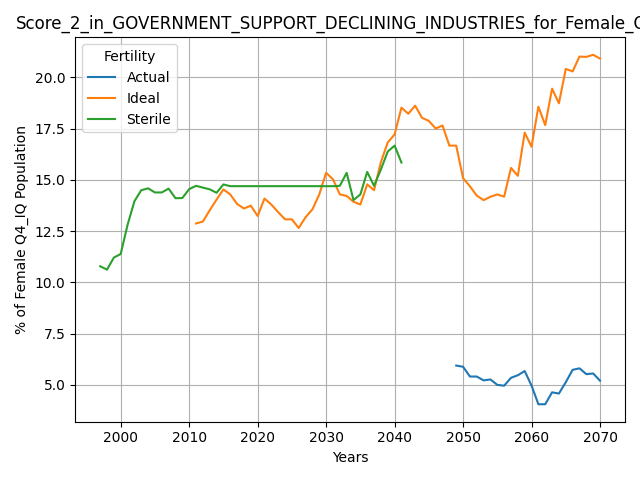 Score_2_in_GOVERNMENT_SUPPORT_DECLINING_INDUSTRIES_for_Female_
Fertility
Actual
Ideal
Sterile
% of Female Q4_IQ Population
20.0
17.5
15.0
12.5
10.0
7.5
5.0
2000 2010 2020 2030 2040 2050 2060 2070
Years